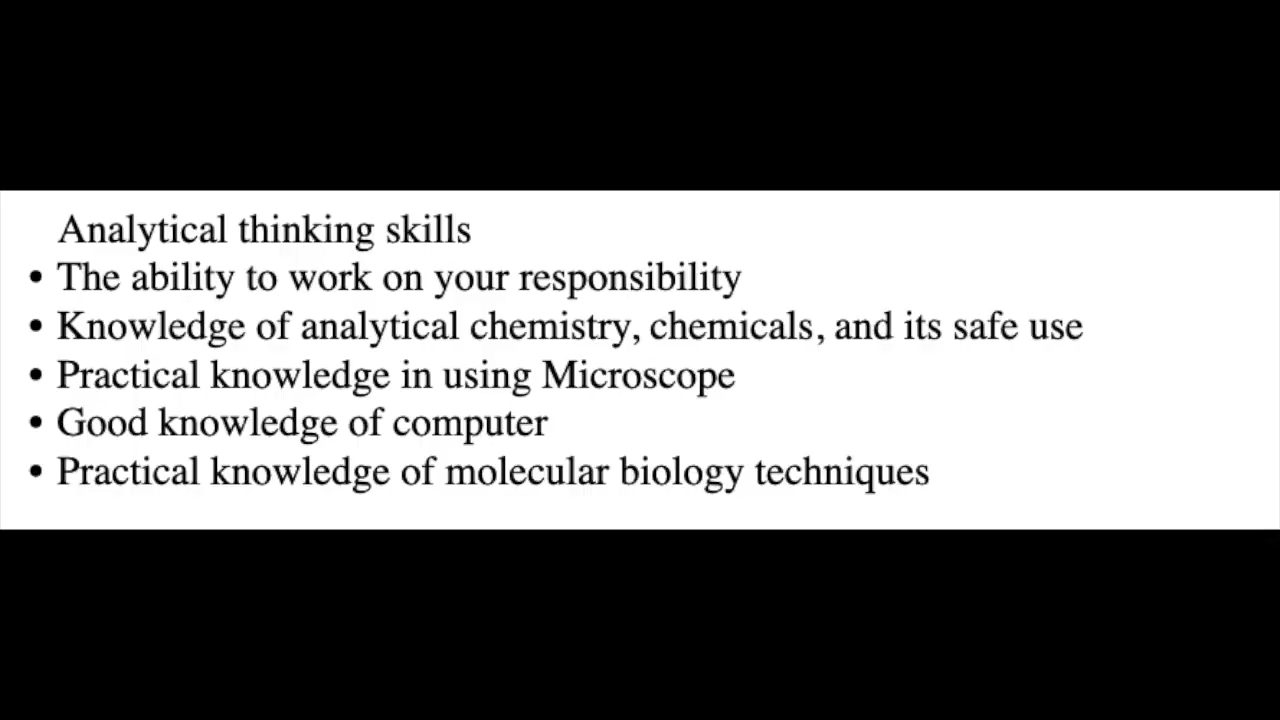 Analytical thinking skills
• The ability to work on your responsibility
• Knowledge of analytical chemistry, chemicals, and its safe use
• Practical knowledge in using Microscope
• Good knowledge of computer
• Practical knowledge of molecular biology techniques